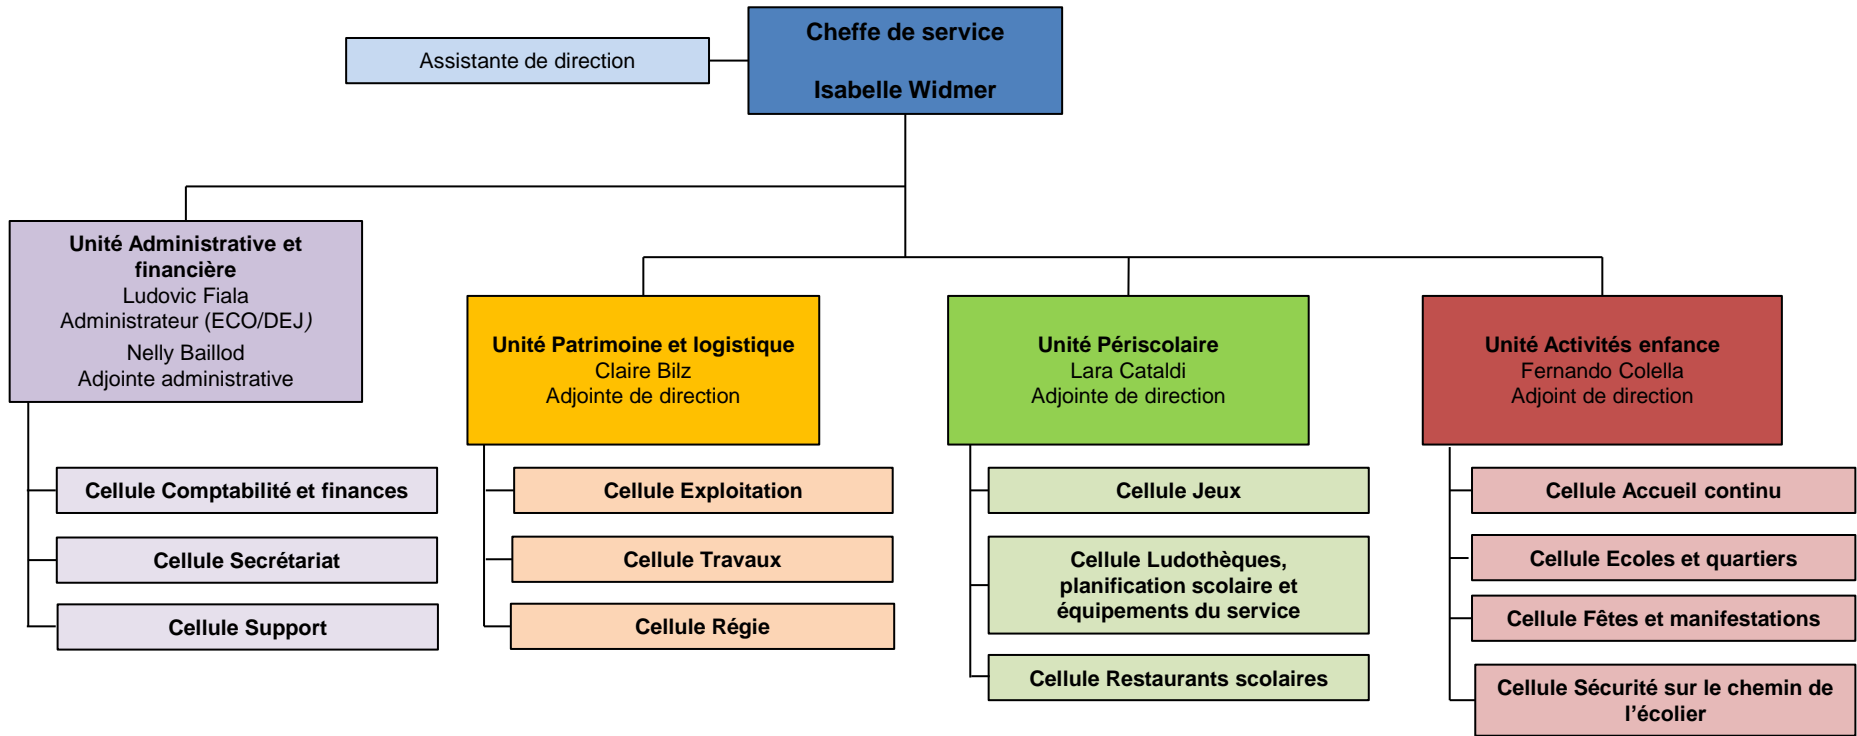 Cheffe de service
Isabelle Widmer
Assistante de direction
Unité Administrative et
financière
Ludovic Fiala
Administrateur (ECO/DEJ)
Nelly Baillod
Adjointe administrative
Cellule Comptabilité et finances
Cellule Secrétariat
Cellule Support
Unité Patrimoine et logistique
Claire Bilz
Adjointe de direction
Cellule Exploitation
Cellule Travaux
Cellule Régie
Unité Périscolaire
Lara Cataldi
Adjointe de direction
Cellule Jeux
Cellule Ludothèques,
planification scolaire et
équipements du service
Cellule Restaurants scolaires
Unité Activités enfance
Fernando Colella
Adjoint de direction
Cellule Accueil continu
Cellule Ecoles et quartiers
Cellule Fêtes et manifestations
Cellule Sécurité sur le chemin de
l’écolier